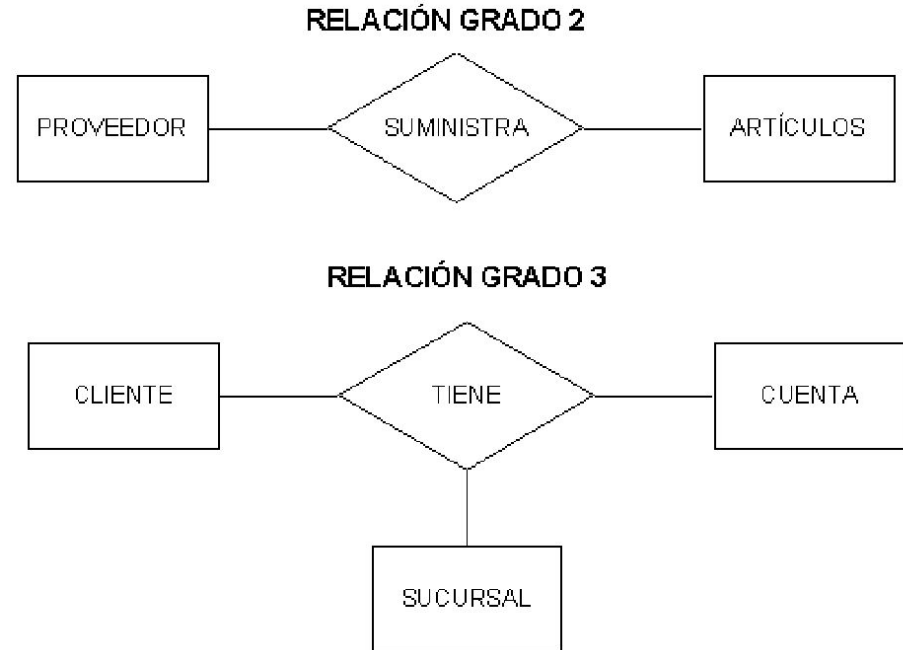 RELACIÓN GRADO 2
PROVEEDOR SUMINISTRA ARTÍCULOS
RELACIÓN GRADO 3
CLIENTE TIENE CUENTA
SUCURSAL